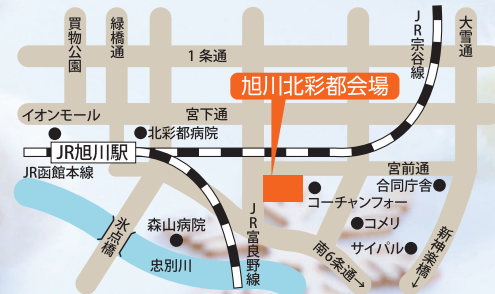 買物公園
緑橋通
1条通
JR宗谷線
大雪通
旭川北彩都会場
イオンモール
宮下通
北彩都病院
JR旭川駅
JR函館本線
宮前通
合同庁舎
コーチャンフォー
氷点橋
森山病院
忠別川
JR富良野線
コメリ
サイパル
南6条通→
新神楽橋→